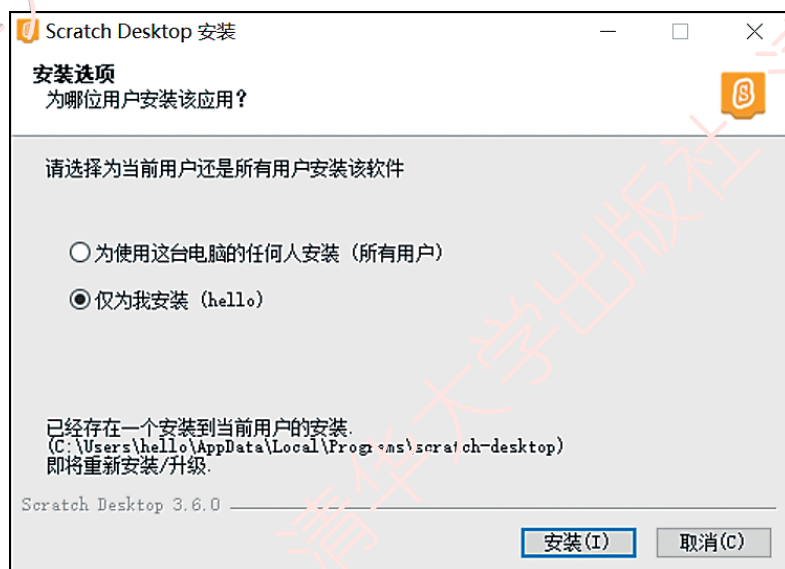 Scratch Desktop 安装
安装选项
为哪位用户安装该应用？
请选择为当前用户还是所有用户安装该软件
为使用这台电脑的任何人安装（所有用户）
仅为我安装（hello）
已经存在一个安装到当前用户的安装.
(C:\Users\hello\AppData\Local\Programs\scratch-desktop)
即将重新安装/升级.
Scratch Desktop 3.6.0
安装(I) 取消(C)
清华大学出版社